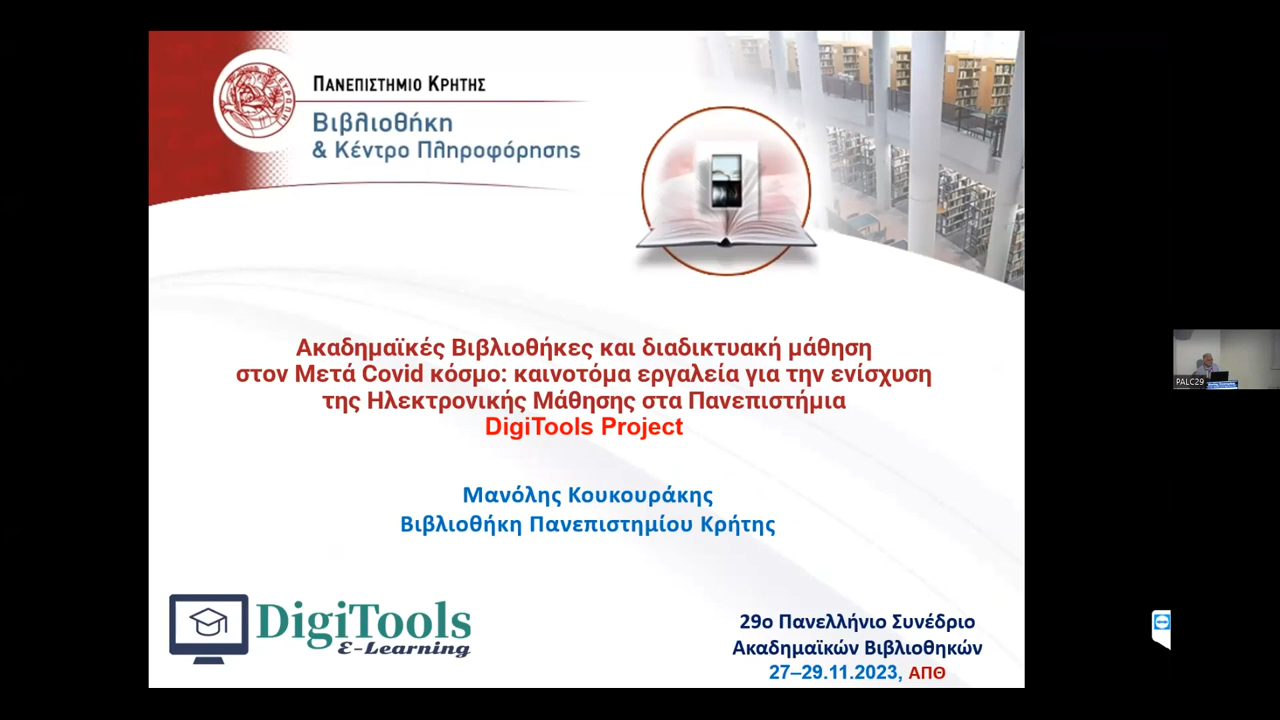 ΠΑΝΕΠΙΣΤΗΜΙΟ ΚΡΗΤΗΣ
Βιβλιοθήκη
& Κέντρο Πληροφόρησης
Ακαδημαϊκές Βιβλιοθήκες και διαδικτυακή μάθηση
στον Μετά Covid κόσμο: καινοτόμα εργαλεία για την ενίσχυση
της Ηλεκτρονικής Μάθησης στα Πανεπιστήμια
DigiTools Project
Μανόλης Κουκουράκης
Βιβλιοθήκη Πανεπιστημίου Κρήτης
DigiTools
E-Learning
29ο Πανελλήνιο Συνέδριο
Ακαδημαϊκών Βιβλιοθηκών
27–29.11.2023, ΑΠΘ
PALC29